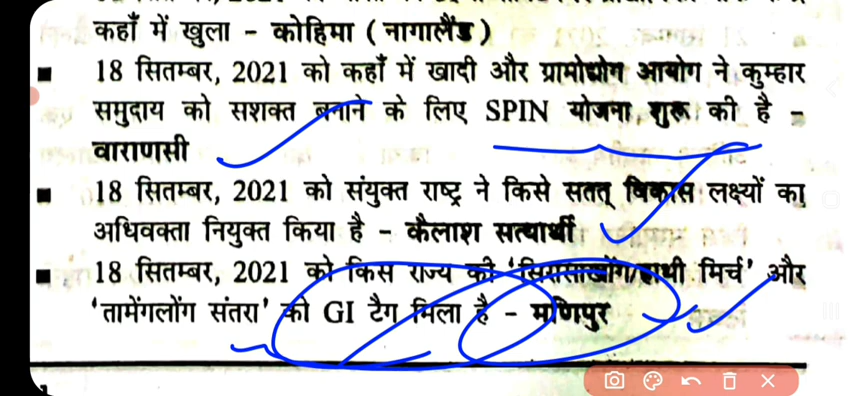 कहाँ में खुला - कोहिमा ( नागालैंड )
18 सितम्बर, 2021 को कहाँ में खादी और ग्रामोद्योग आयोग ने कुम्हार
समुदाय को सशक्त बनाने के लिए SPIN योजना शुरू की है -
वाराणसी
18 सितम्बर, 2021 को संयुक्त राष्ट्र ने किसे सतत् विकास लक्ष्यों का
अधिवक्ता नियुक्त किया है - कैलाश सत्यार्थी
18 सितम्बर, 2021 को किस राज्य की 'सिराराखोंग/हाथी मिर्च' और
'तामेंगलोंग संतरा' को GI टैग मिला है - मणिपुर